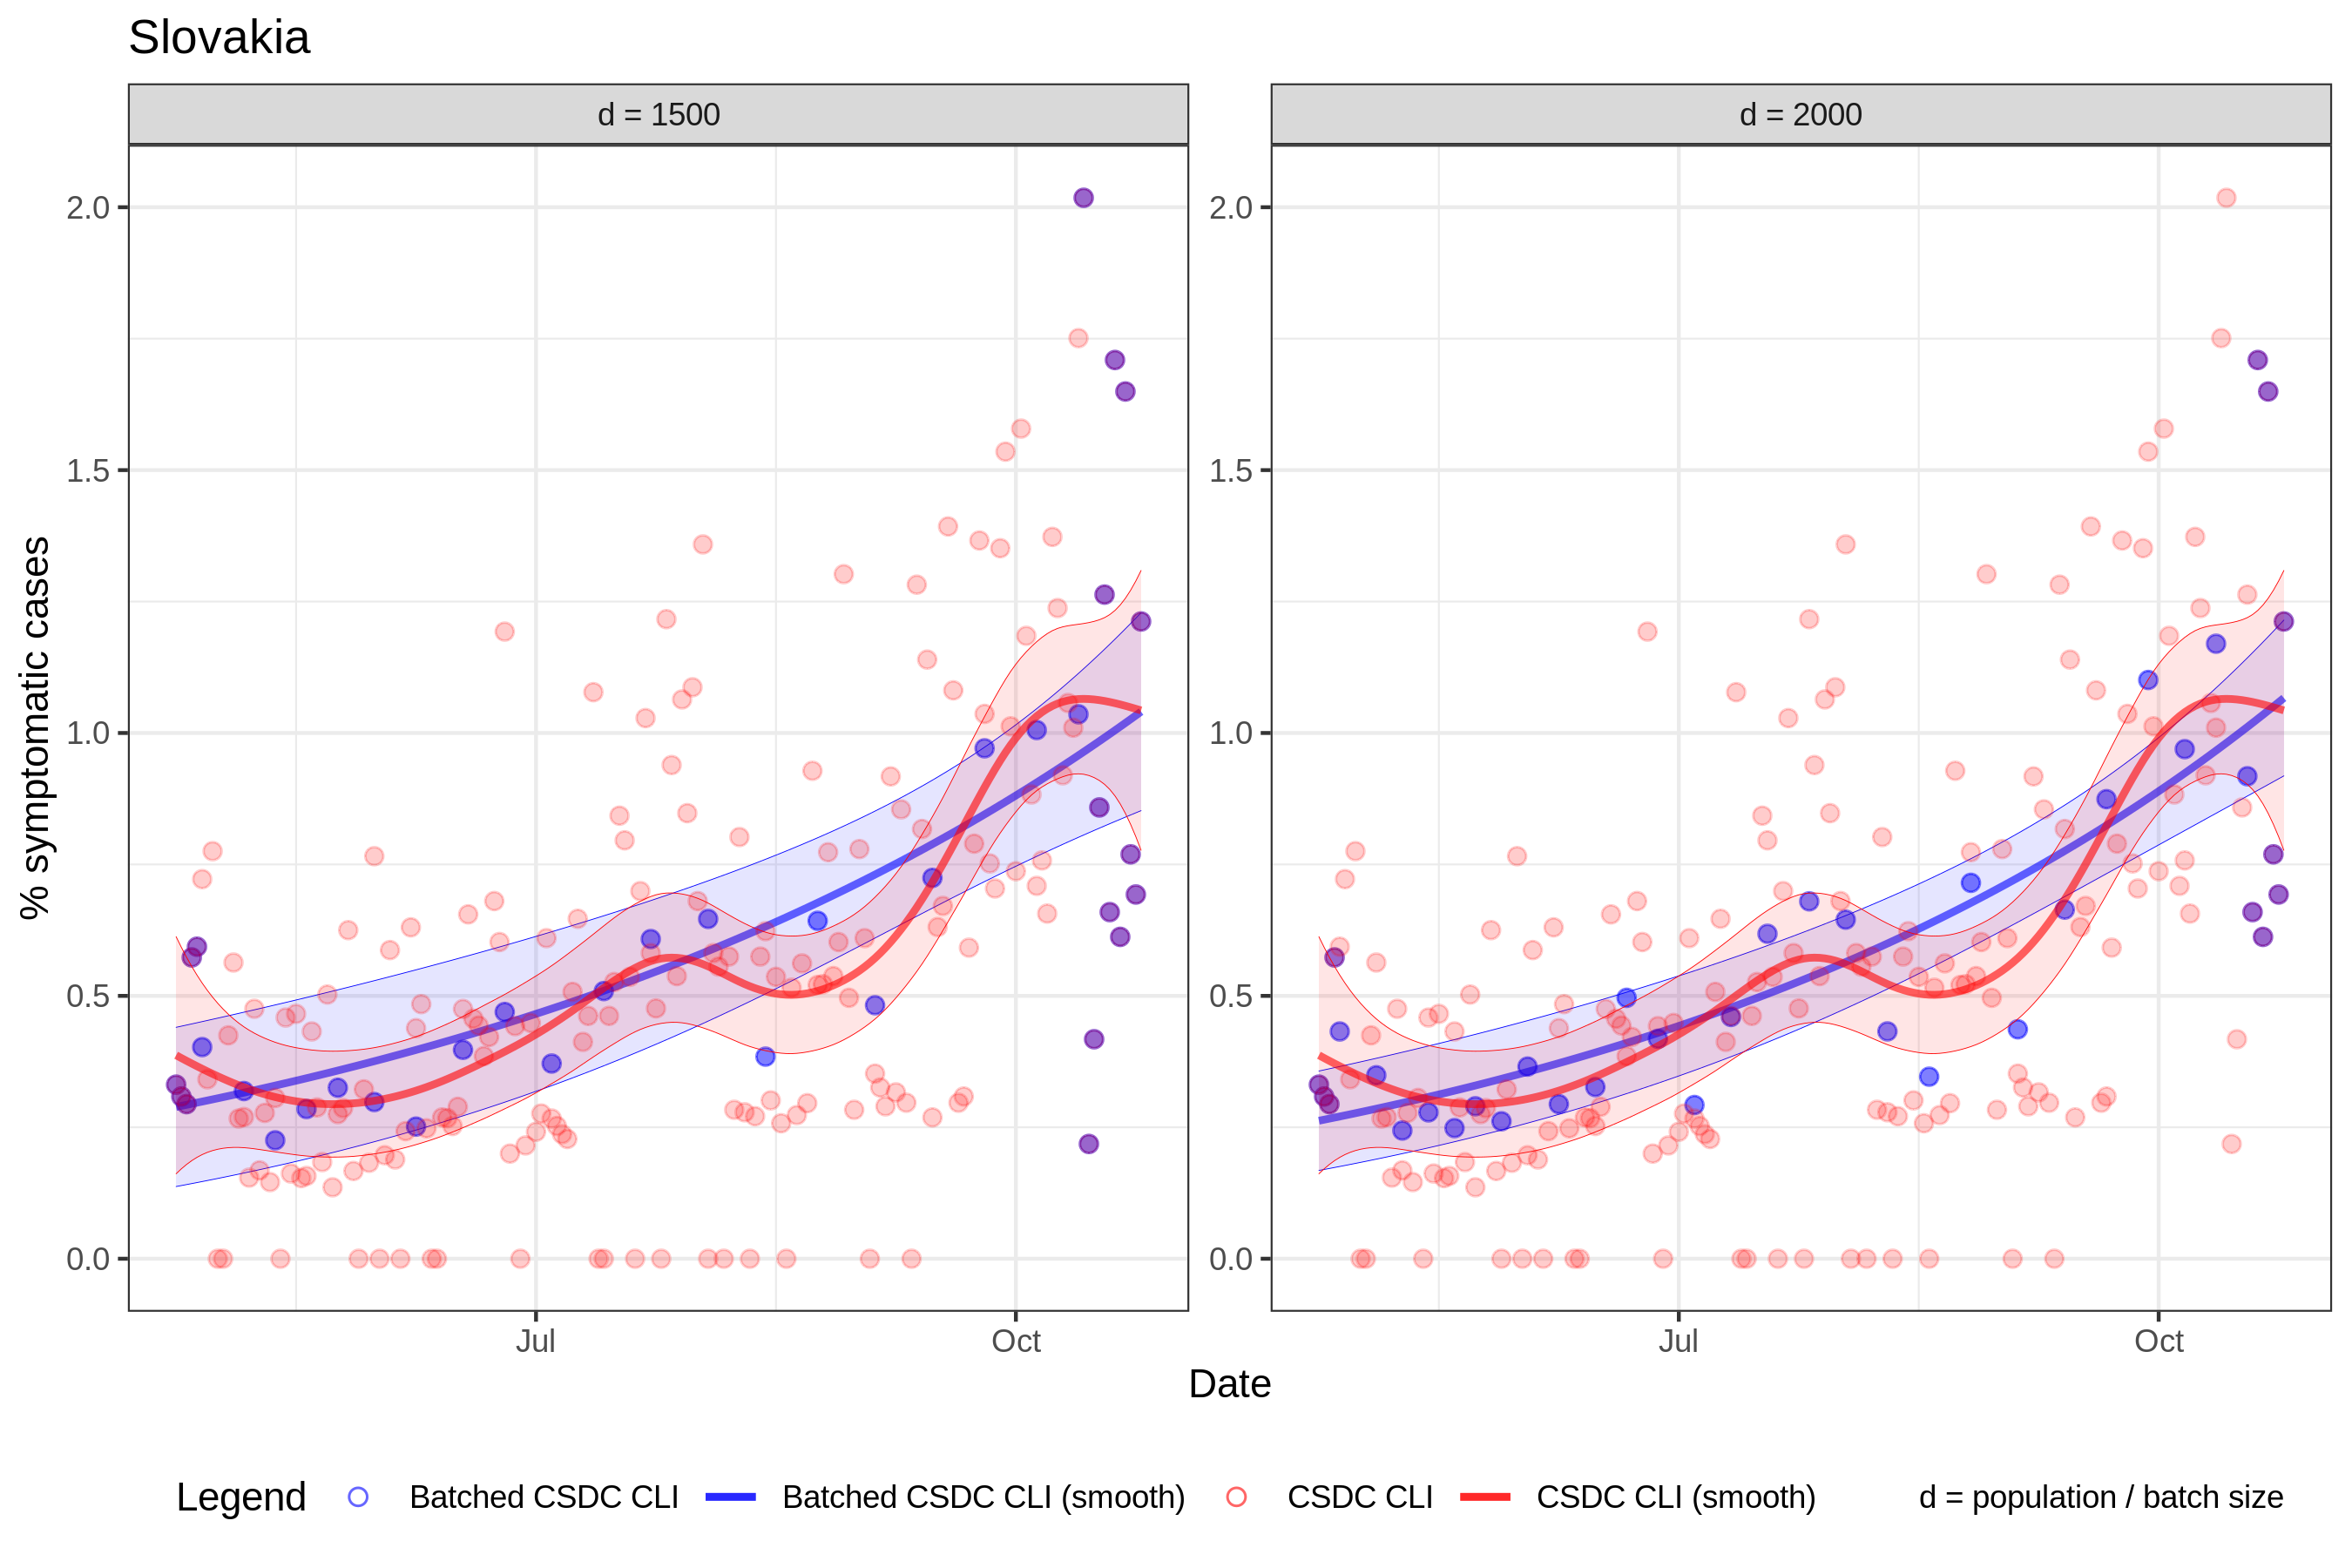 Slovakia
d = 1500
d = 2000
% symptomatic cases
2.0
1.5
1.0
0.5
0.0
2.0
1.5
1.0
0.5
0.0
Jul
Oct
Jul
Oct
Date
Legend
Batched CSDC CLI
Batched CSDC CLI (smooth)
CSDC CLI
CSDC CLI (smooth)
d = population / batch size